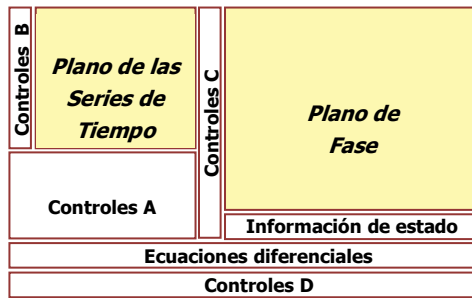 Controles B
Plano de las
Series de
Tiempo
Controles C
Plano de
Fase
Controles A
Información de estado
Ecuaciones diferenciales
Controles D